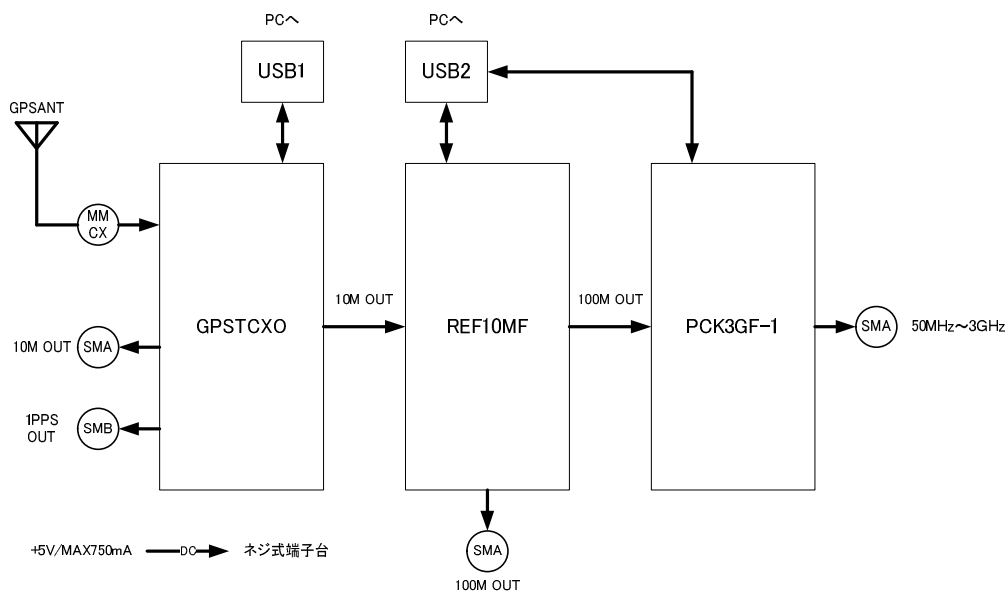 PCへ
PCへ
USB1
USB2
GPSANT
MM
CX
10M OUT
100M OUT
GPSTCXO
REF10MF
PCK3GF-1
SMA
50MHz～3GHz
10M OUT
SMA
1PPS
OUT
SMB
+5V/MAX750mA
DC
ネジ式端子台
SMA
100M OUT